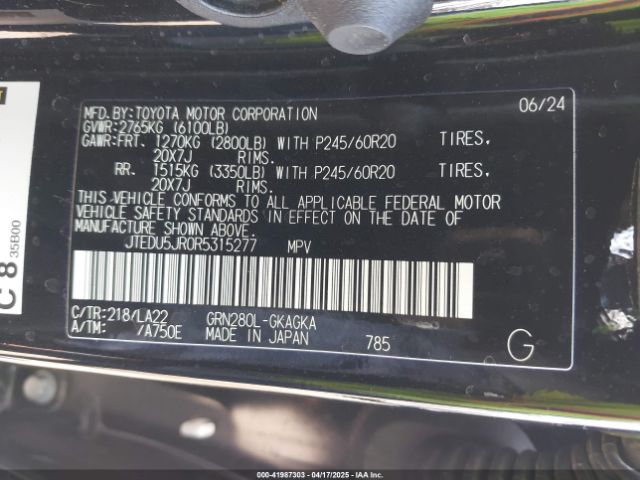 MFD.BY:TOYOTA MOTOR CORPORATION 06/24
GVWR:2765KG (6100LB)
GAWR:FRT. 1270KG (2800LB) WITH P245/60R20 TIRES,
20X7J RIMS.
RR. 1515KG (3350LB) WITH P245/60R20 TIRES,
20X7J RIMS.
THIS VEHICLE CONFORMS TO ALL APPLICABLE FEDERAL MOTOR
VEHICLE SAFETY STANDARDS IN EFFECT ON THE DATE OF
MANUFACTURE SHOWN ABOVE.
JTEDU5JR0R5315277 MPV
C/TR:218/LA22 GRN280L-GKAGKA
A/TM: /A750E MADE IN JAPAN 785
G
C 8
35B00
000-41987303 - 04/17/2025 - IAA Inc.